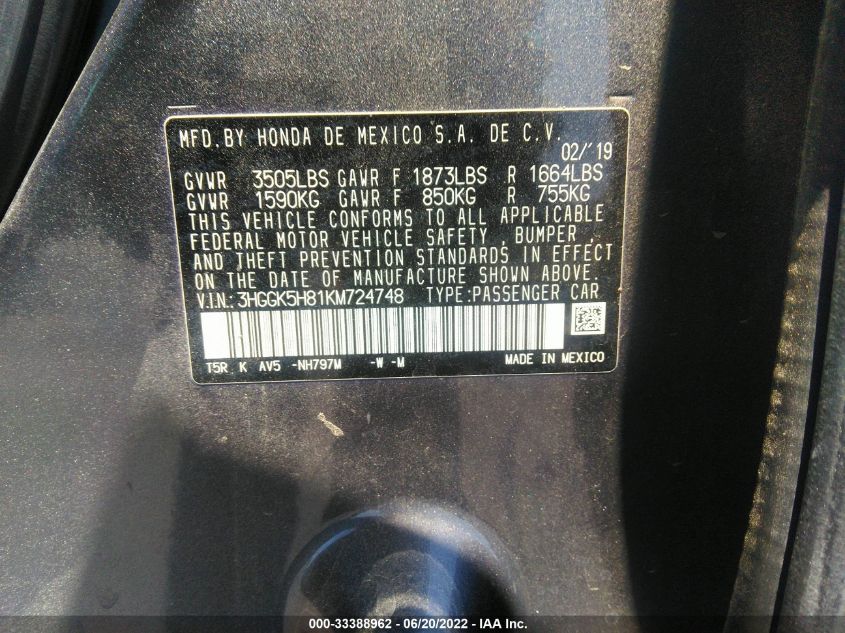 MFD. BY HONDA DE MEXICO S.A. DE C.V.
02/'19
GVWR 3505LBS GAWR F 1873LBS R 1664LBS
GVWR 1590KG GAWR F 850KG R 755KG
THIS VEHICLE CONFORMS TO ALL APPLICABLE
FEDERAL MOTOR VEHICLE SAFETY , BUMPER ,
AND THEFT PREVENTION STANDARDS IN EFFECT
ON THE DATE OF MANUFACTURE SHOWN ABOVE.
V.I.N.: 3HGGK5H81KM724748 TYPE:PASSENGER CAR
T5R K AV5 -NH797M -W -M MADE IN MEXICO
000-33388962 - 06/20/2022 - IAA Inc.